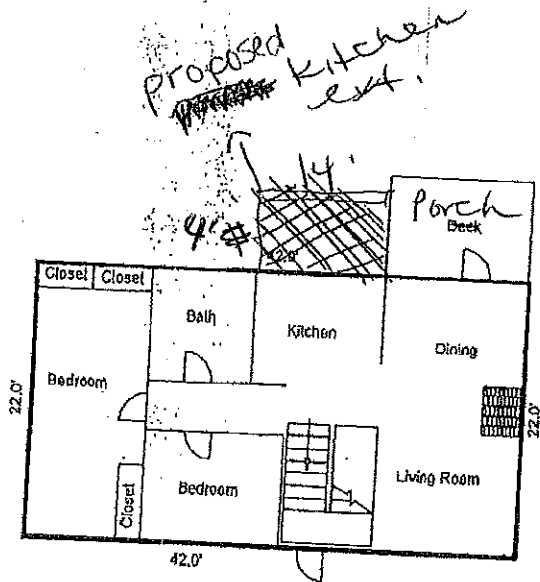 proposed
kitchen
ext.
14'
4'
Porch
Deck
42.0'
Closet Closet
Bath
Kitchen
Dining
Bedroom
22.0'
22.0'
Living Room
Bedroom
Closet
42.0'